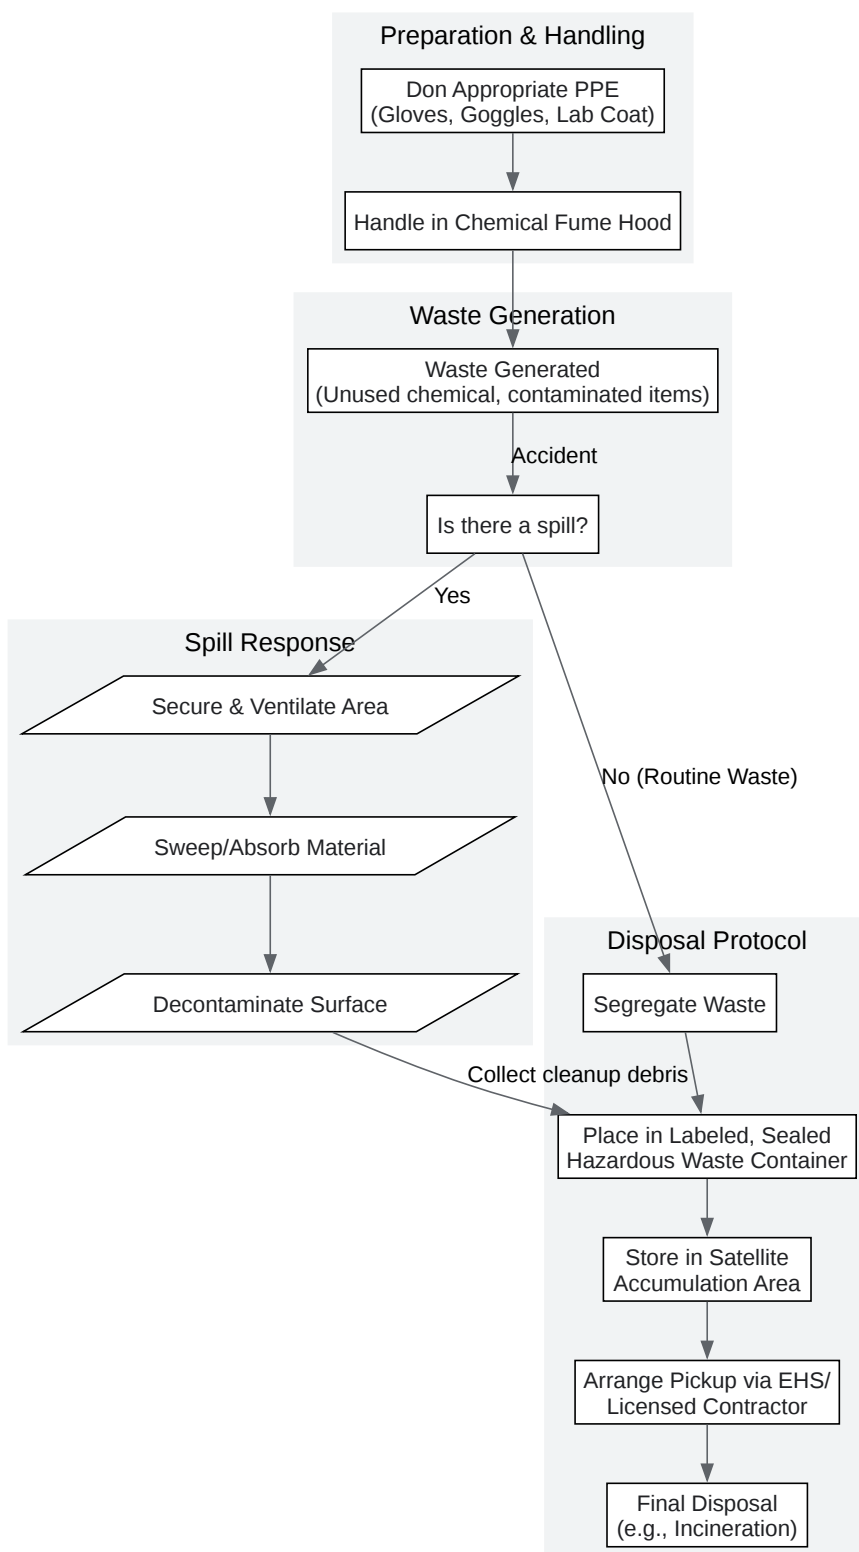 Preparation & Handling
Don Appropriate PPE
(Gloves, Goggles, Lab Coat)
Handle in Chemical Fume Hood
Waste Generation
Waste Generated
(Unused chemical, contaminated items)
Accident
Is there a spill?
Yes
No (Routine Waste)
Spill Response
Secure & Ventilate Area
Sweep/Absorb Material
Decontaminate Surface
Collect cleanup debris
Disposal Protocol
Segregate Waste
Place in Labeled, Sealed
Hazardous Waste Container
Store in Satellite
Accumulation Area
Arrange Pickup via EHS/
Licensed Contractor
Final Disposal
(e.g., Incineration)